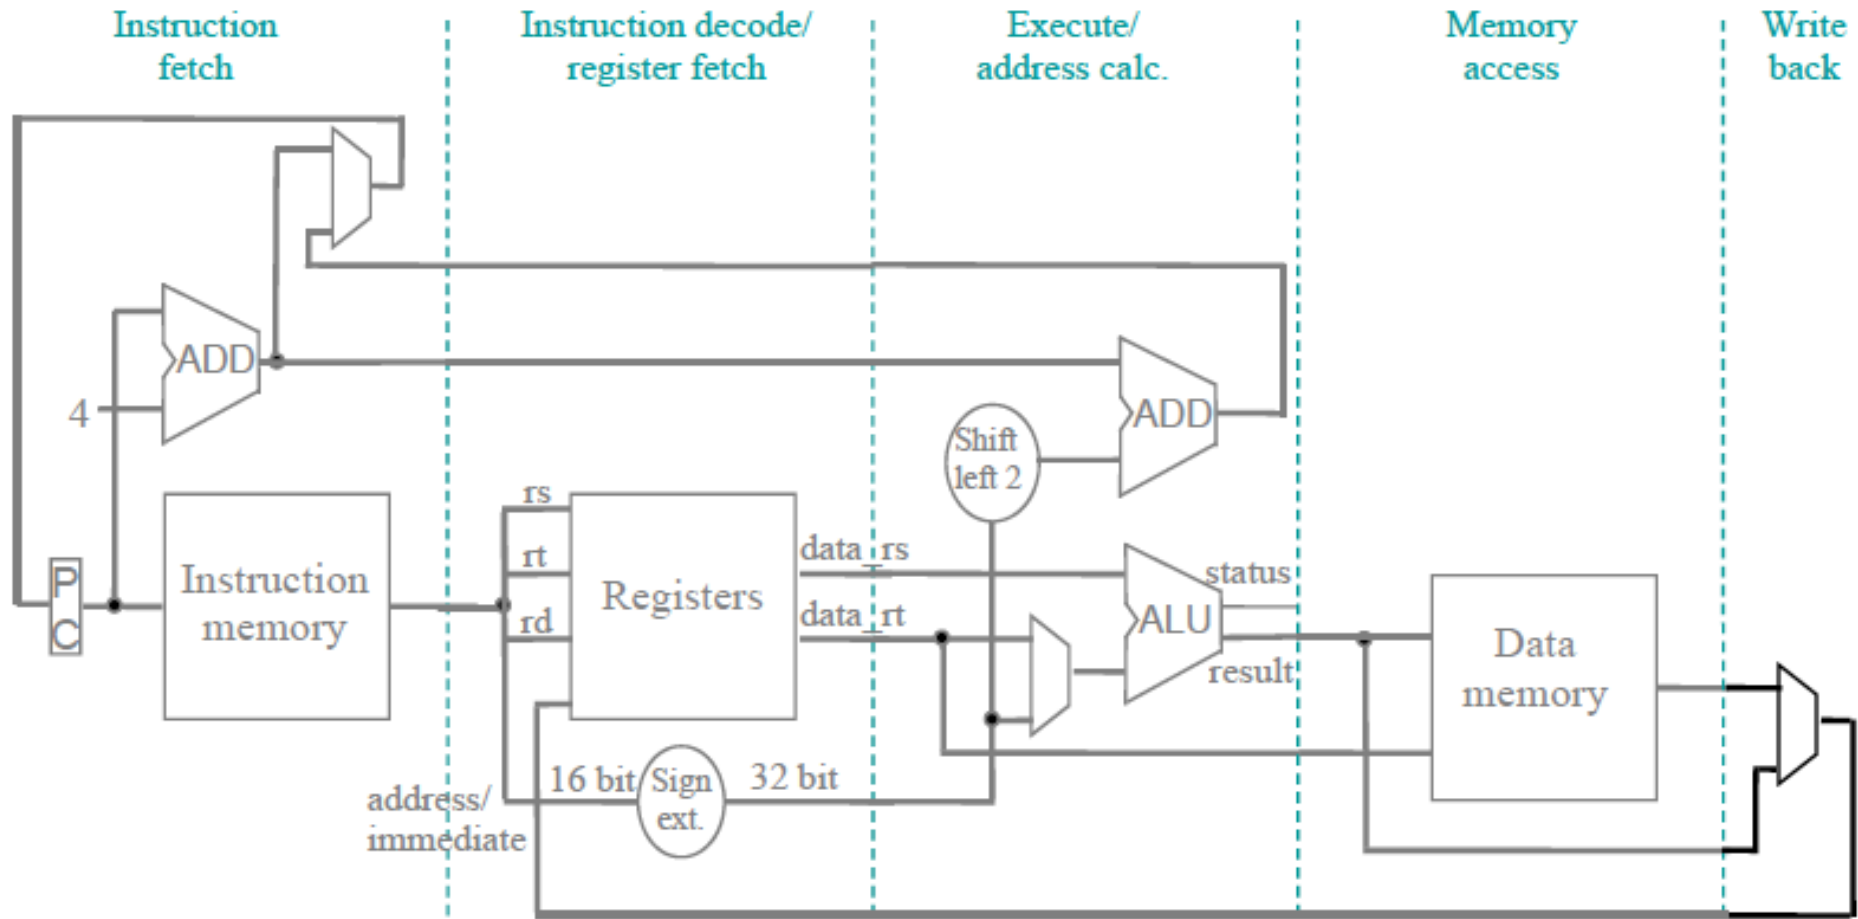 Instruction
fetch
Instruction decode/
register fetch
Execute/
address calc.
Memory
access
Write
back
ADD
4
ADD
Shift
left 2
P
C
Instruction
memory
rs
rt
rd
Registers
data_rs
data_rt
status
ALU
result
Data
memory
address/
immediate
16 bit
Sign
ext.
32 bit